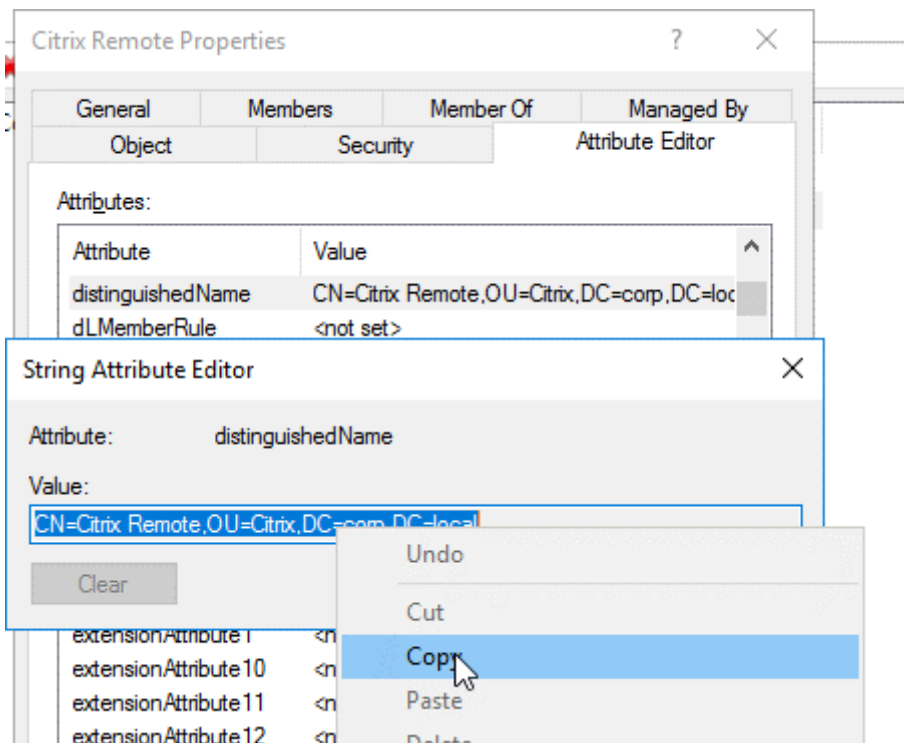 Citrix Remote Properties ?
General Members Member Of Managed By
Object Security Attribute Editor
Attributes:
Attribute Value
distinguishedName CN=Citrix Remote,OU=Citrix,DC=corp,DC=loc
dLMemberRule <not set>
String Attribute Editor
Attribute: distinguishedName
Value:
CN=Citrix Remote,OU=Citrix,DC=corp,DC=local
Undo
Clear
Cut
extensionAttribute1 <n
Copy
extensionAttribute10 <n
extensionAttribute11 <n
Paste
extensionAttribute12 <n
Delete